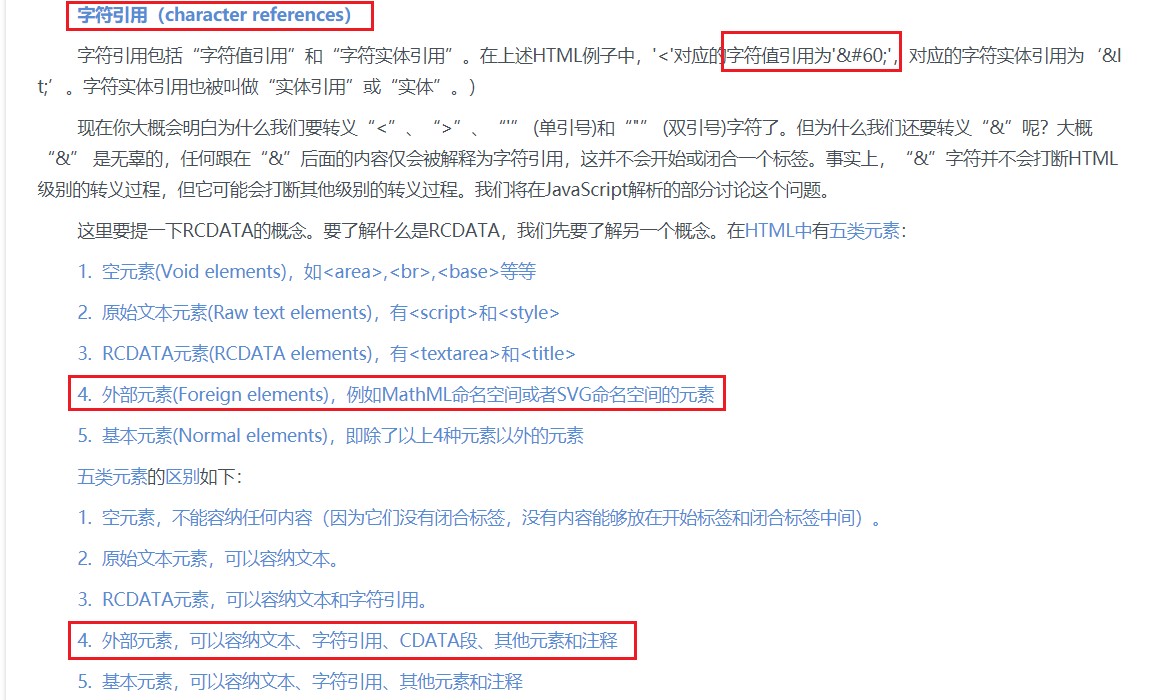 字符引用（character references）
字符引用包括“字符值引用”和“字符实体引用”。在上述HTML例子中，'<'对应的字符值引用为'&#60;'，对应的字符实体引用为‘&l
t;’。字符实体引用也被叫做“实体引用”或“实体”。）
现在你大概会明白为什么我们要转义“<”、“>”、“'”（单引号)和“"”（双引号)字符了。但为什么我们还要转义“&”呢？大概
“&” 是无辜的，任何跟在“&”后面的内容仅会被解释为字符引用，这并不会开始或闭合一个标签。事实上，“&”字符并不会打断HTML
级别的转义过程，但它可能会打断其他级别的转义过程。我们将在JavaScript解析的部分讨论这个问题。
这里要提一下RCDATA的概念。要了解什么是RCDATA，我们先要了解另一个概念。在HTML中有五类元素：
1. 空元素(Void elements)，如<area>,<br>,<base>等等
2. 原始文本元素(Raw text elements)，有<script>和<style>
3. RCDATA元素(RCDATA elements)，有<textarea>和<title>
4. 外部元素(Foreign elements)，例如MathML命名空间或者SVG命名空间的元素
5. 基本元素(Normal elements)，即除了以上4种元素以外的元素
五类元素的区别如下：
1. 空元素，不能容纳任何内容（因为它们没有闭合标签，没有内容能够放在开始标签和闭合标签中间）。
2. 原始文本元素，可以容纳文本。
3. RCDATA元素，可以容纳文本和字符引用。
4. 外部元素，可以容纳文本、字符引用、CDATA段、其他元素和注释
5. 基本元素，可以容纳文本、字符引用、其他元素和注释